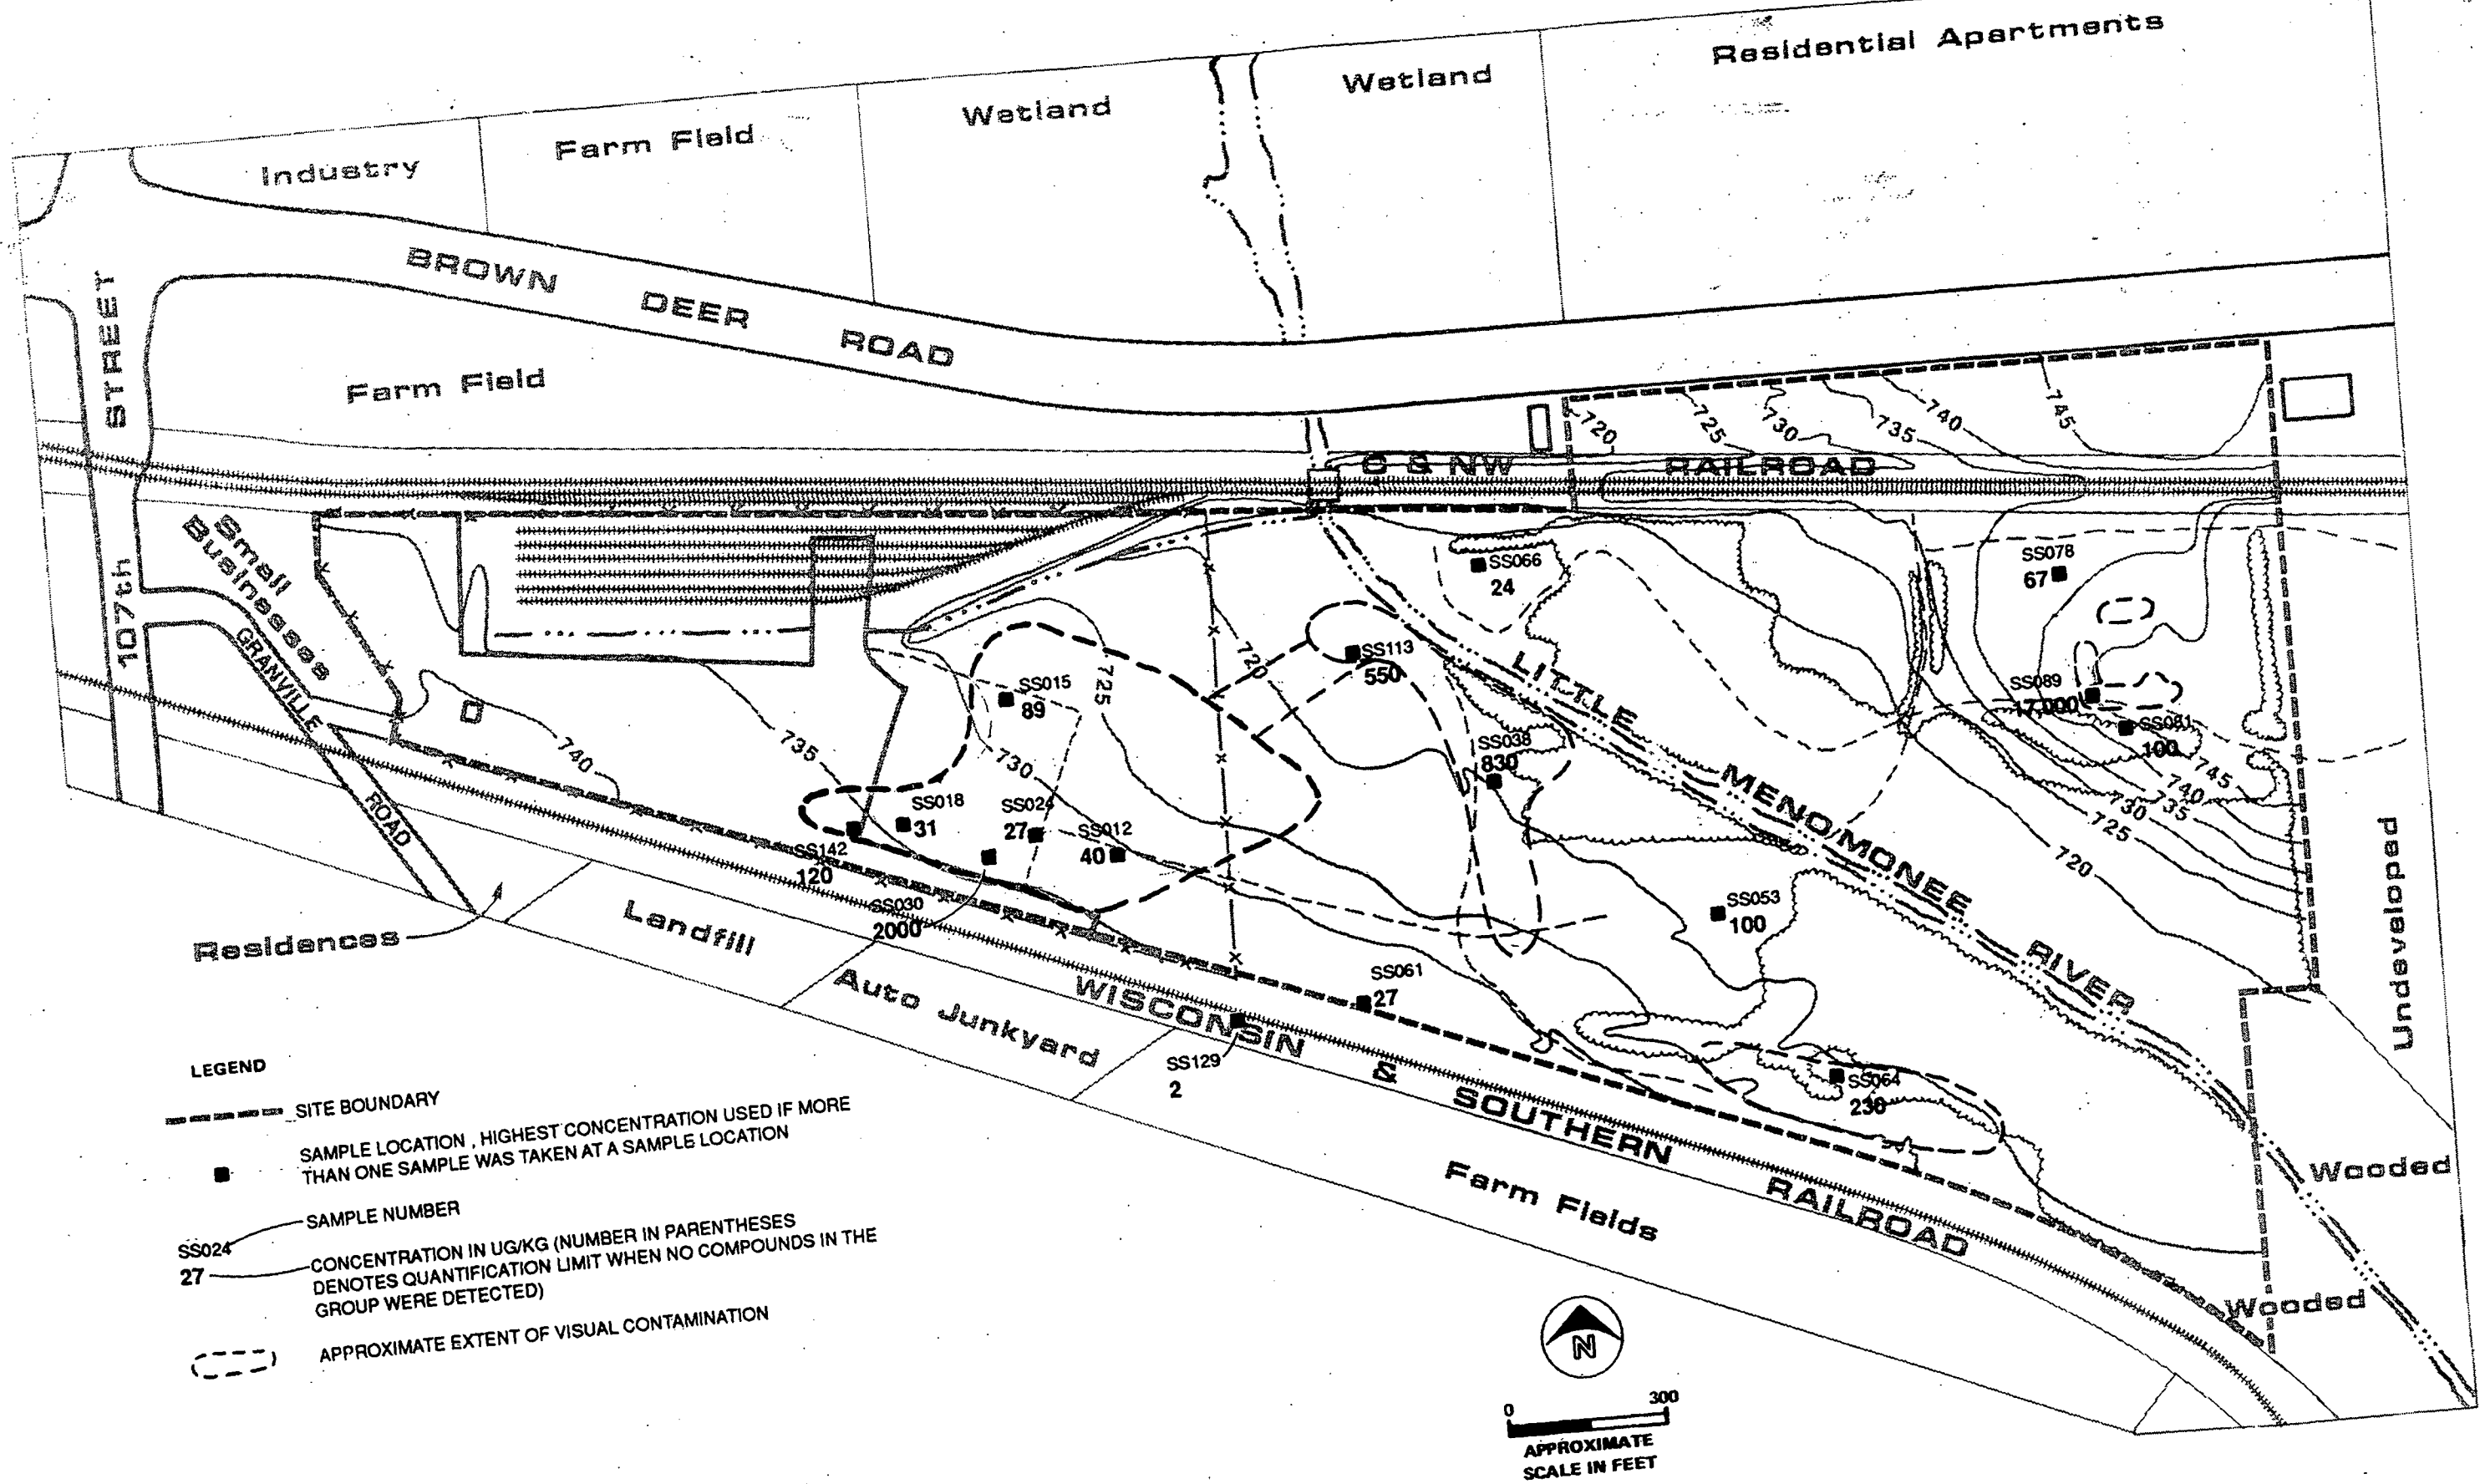 Residential Apartments
Wetland
Wetland
Farm Field
Industry
BROWN DEER ROAD
107th STREET
Farm Field
C & NW RAILROAD
720
725
730
735
740
745
Small
Businesses
GRANVILLE ROAD
SS066
24
SS078
67
SS113
550
SS015
89
SS089
17,000
SS081
100
SS038
830
LITTLE MENOMONEE RIVER
725
720
730
735
740
745
740
735
730
725
720
SS018
31
SS024
27
SS012
40
SS142
120
SS030
2000
SS053
100
SS061
27
SS129
2
SS064
230
Undeveloped
Residences
Landfill
Auto Junkyard
WISCONSIN & SOUTHERN RAILROAD
Farm Fields
Wooded
Wooded
LEGEND
SITE BOUNDARY
SAMPLE LOCATION , HIGHEST CONCENTRATION USED IF MORE
THAN ONE SAMPLE WAS TAKEN AT A SAMPLE LOCATION
SAMPLE NUMBER
SS024
27
CONCENTRATION IN UG/KG (NUMBER IN PARENTHESES
DENOTES QUANTIFICATION LIMIT WHEN NO COMPOUNDS IN THE
GROUP WERE DETECTED)
APPROXIMATE EXTENT OF VISUAL CONTAMINATION
N
0 300
APPROXIMATE
SCALE IN FEET